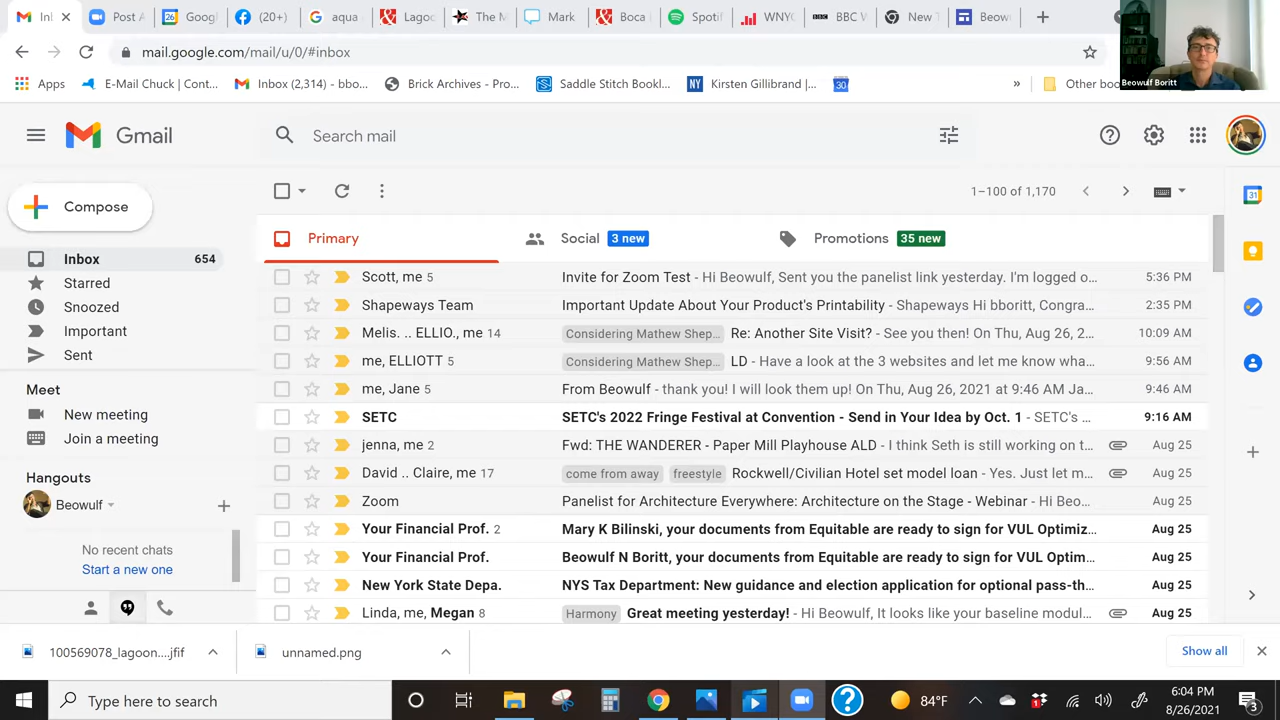 Inl
Post A
Googl
(20+)
aqua
Lagoo
The M
Mark
Boca
Spotif
WNYC
BBC W
New T
Beow
mail.google.com/mail/u/0/#inbox
Apps
E-Mail Chuck | Cont...
Inbox (2,314) - bbo...
Brick Archives - Pro...
Saddle Stitch Bookl...
NY
Kirsten Gillibrand |...
30
»
Other boo
Beowulf Boritt
Gmail
Search mail
Compose
1–100 of 1,170
Primary
Social 3 new
Promotions 35 new
Inbox 654
Starred
Snoozed
Important
Sent
Meet
New meeting
Join a meeting
Hangouts
Beowulf
No recent chats
Start a new one
Scott, me 5 Invite for Zoom Test - Hi Beowulf, Sent you the panelist link yesterday. I'm logged o... 5:36 PM
Shapeways Team Important Update About Your Product's Printability - Shapeways Hi bboritt, Congra... 2:35 PM
Melis. .. ELLIO., me 14 Considering Mathew Shep... Re: Another Site Visit? - See you then! On Thu, Aug 26, 2... 10:09 AM
me, ELLIOTT 5 Considering Mathew Shep... LD - Have a look at the 3 websites and let me know wha... 9:56 AM
me, Jane 5 From Beowulf - thank you! I will look them up! On Thu, Aug 26, 2021 at 9:46 AM Ja... 9:46 AM
SETC SETC's 2022 Fringe Festival at Convention - Send in Your Idea by Oct. 1 - SETC's ... 9:16 AM
jenna, me 2 Fwd: THE WANDERER - Paper Mill Playhouse ALD - I think Seth is still working on t... Aug 25
David .. Claire, me 17 come from away freestyle Rockwell/Civilian Hotel set model loan - Yes. Just let m... Aug 25
Zoom Panelist for Architecture Everywhere: Architecture on the Stage - Webinar - Hi Beo... Aug 25
Your Financial Prof. 2 Mary K Bilinski, your documents from Equitable are ready to sign for VUL Optimiz... Aug 25
Your Financial Prof. Beowulf N Boritt, your documents from Equitable are ready to sign for VUL Optim... Aug 25
New York State Depa. NYS Tax Department: New guidance and election application for optional pass-th... Aug 25
Linda, me, Megan 8 Harmony Great meeting yesterday! - Hi Beowulf, It looks like your baseline modul... Aug 25
100569078_lagoon....jfif
unnamed.png
Show all
Type here to search
84°F
6:04 PM
8/26/2021
3